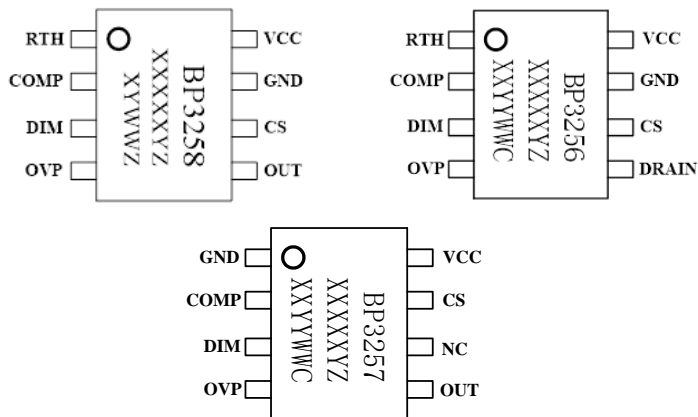 RTH VCC
COMP GND
DIM CS
OVP OUT
BP3258
XXXXXXYZ
XYWWZ
RTH VCC
COMP GND
DIM CS
OVP DRAIN
BP3256
XXXXXYZ
XXYYWWC
GND VCC
COMP CS
DIM NC
OVP OUT
BP3257
XXXXXYZ
XXYYWWC